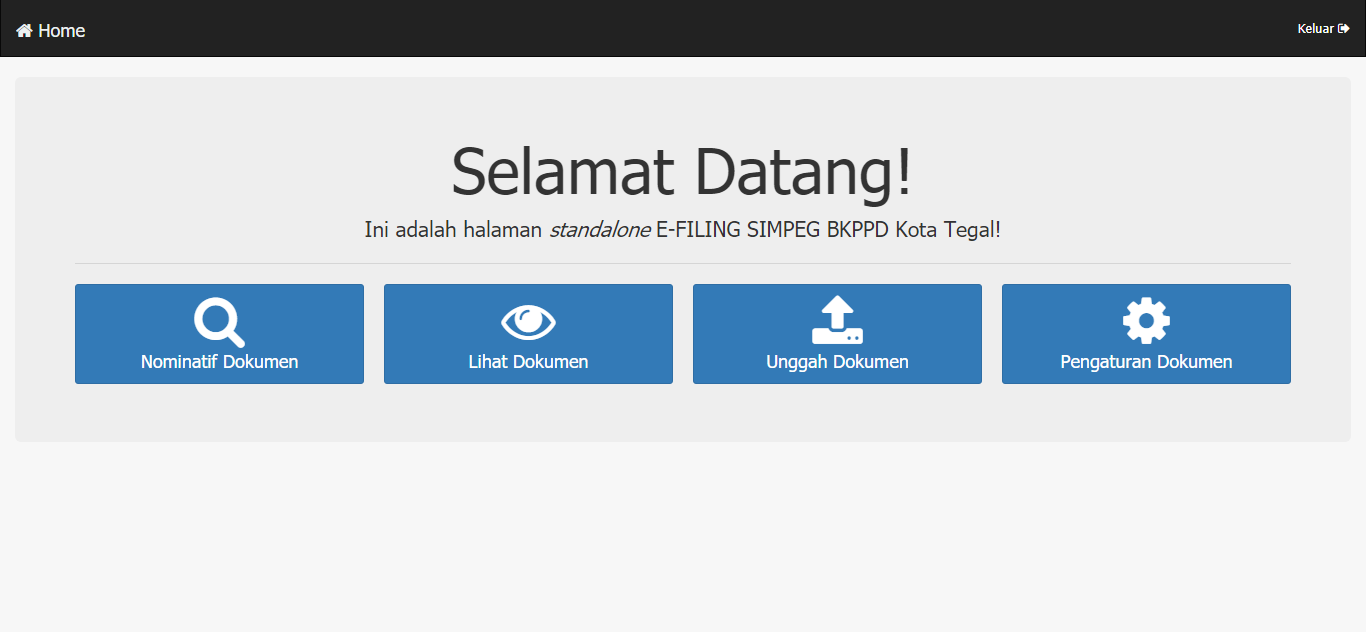 Home
Keluar
Selamat Datang!
Ini adalah halaman standalone E-FILING SIMPEG BKPPD Kota Tegal!
Nominatif Dokumen
Lihat Dokumen
Unggah Dokumen
Pengaturan Dokumen